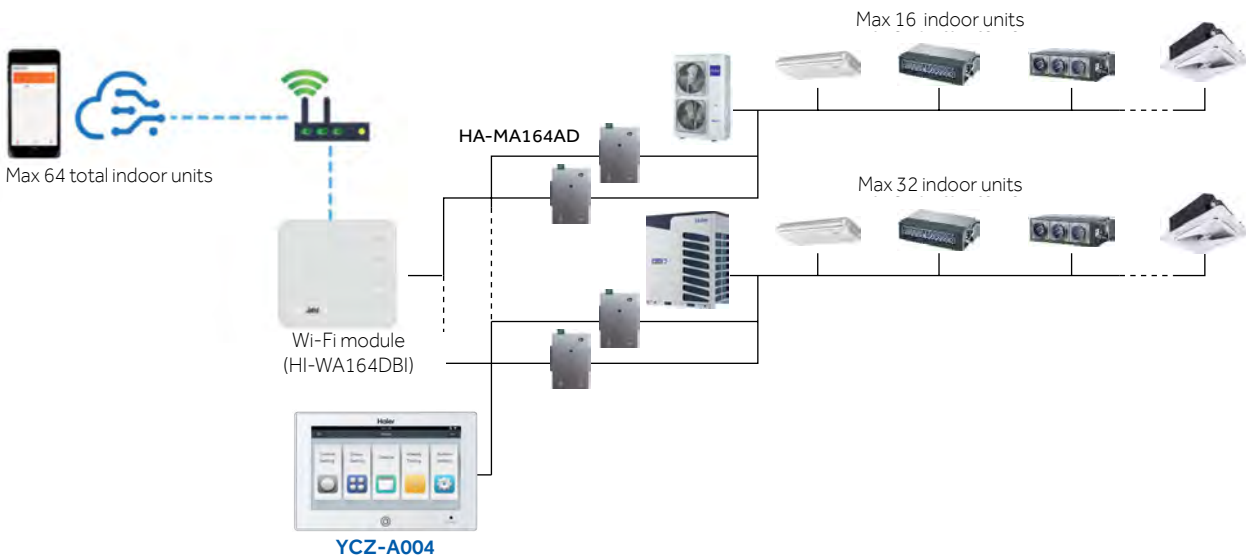 Max 16 indoor units
HA-MA164AD
Max 64 total indoor units
Max 32 indoor units
Haier
Wi-Fi module
(HI-WA164DBI)
Haier
YCZ-A004